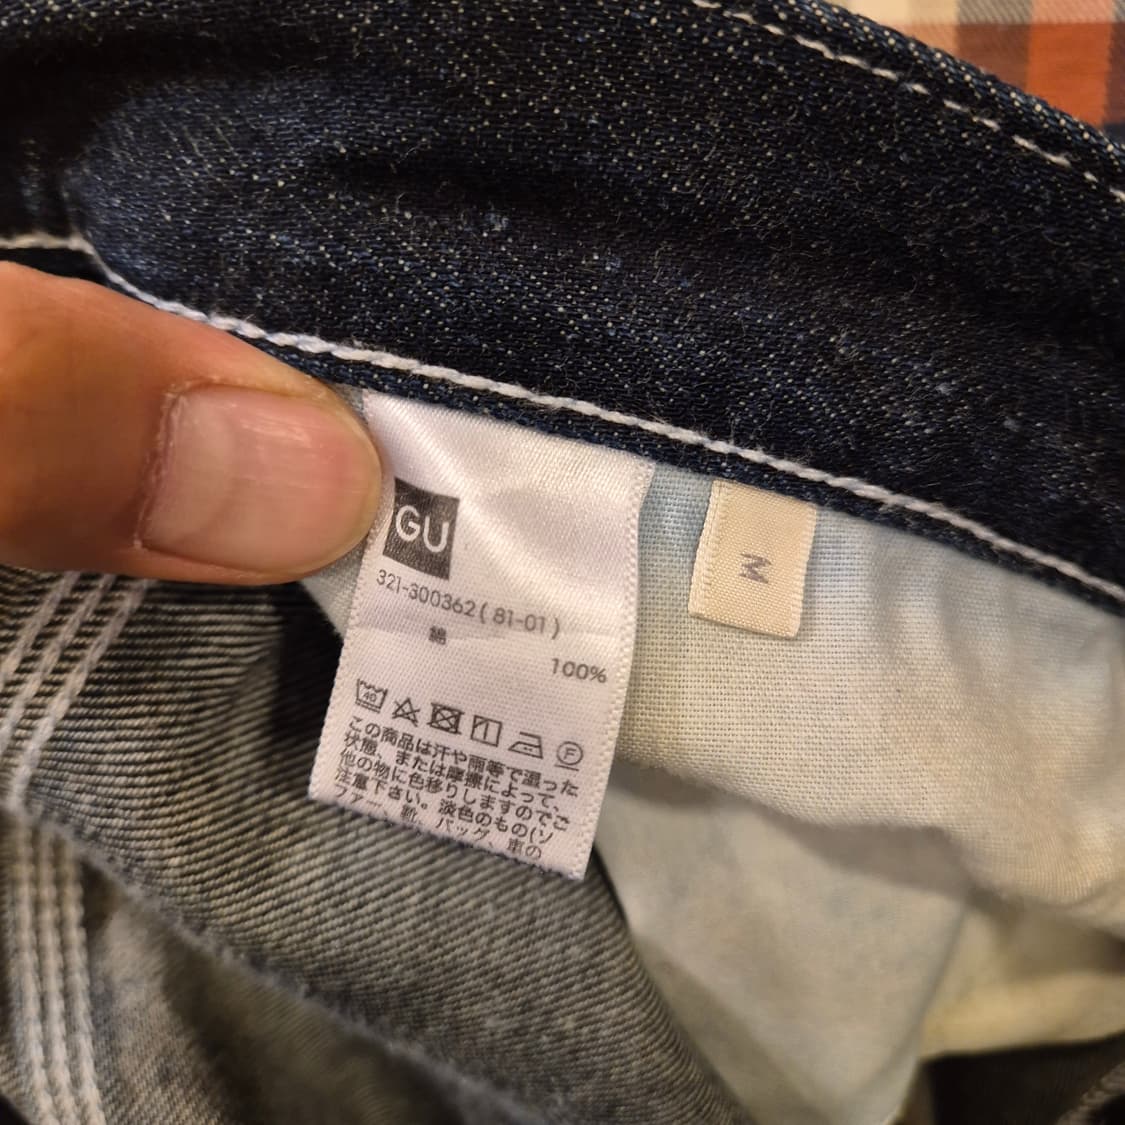 GU
321-300362 ( 81-01 )
綿
100%
40
F
この商品は汗や雨等で湿った
状態、または摩擦によって、
他の物に色移りしますのでご
注意下さい。淡色のもの(ソ
ファー、靴、バッグ、車の
M